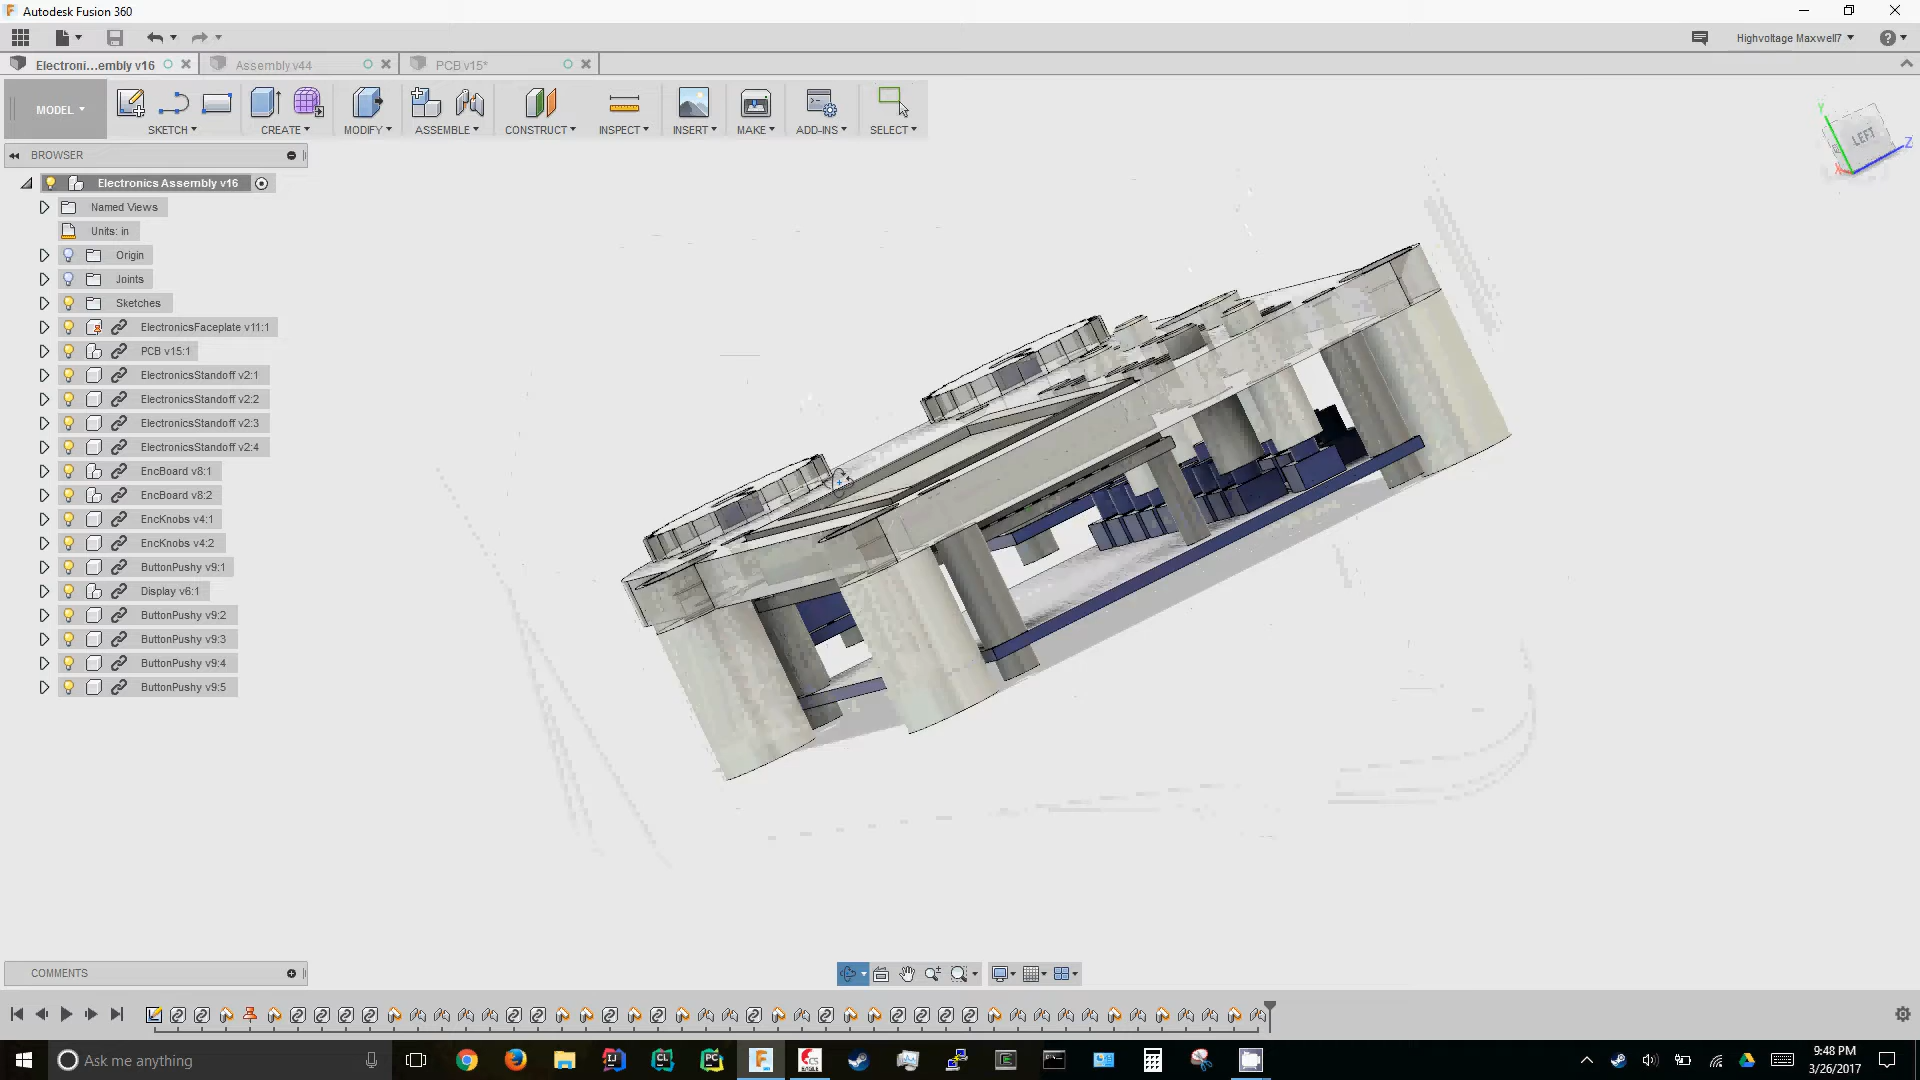 Autodesk Fusion 360
Highvoltage Maxwell7
Electroni...embly v16
Assembly v44
PCB v15*
MODEL
SKETCH
CREATE
MODIFY
ASSEMBLE
CONSTRUCT
INSPECT
INSERT
MAKE
ADD-INS
SELECT
Y
LEFT
Z
X
BROWSER
Electronics Assembly v16
Named Views
Units: in
Origin
Joints
Sketches
ElectronicsFaceplate v11:1
PCB v15:1
ElectronicsStandoff v2:1
ElectronicsStandoff v2:2
ElectronicsStandoff v2:3
ElectronicsStandoff v2:4
EncBoard v8:1
EncBoard v8:2
EncKnobs v4:1
EncKnobs v4:2
ButtonPushy v9:1
Display v6:1
ButtonPushy v9:2
ButtonPushy v9:3
ButtonPushy v9:4
ButtonPushy v9:5
COMMENTS
Ask me anything
9:48 PM
3/26/2017